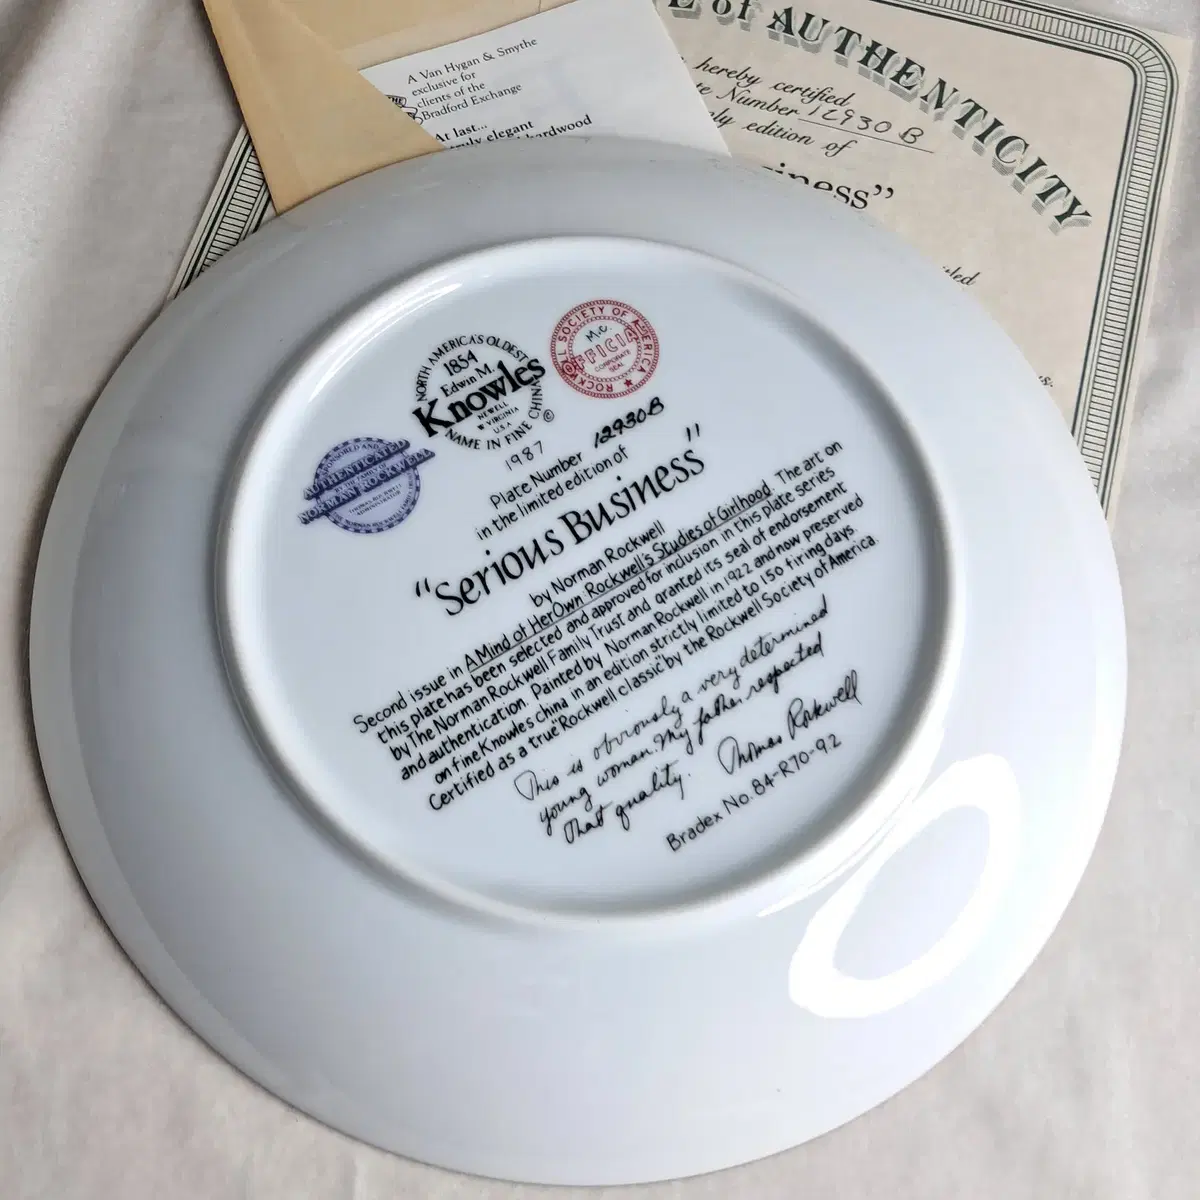 A Van Hygan & Smythe
exclusive for
clients of the
Bradford Exchange
At last...
truly elegant
hardwood
of AUTHENTICITY
hereby certified
Number 12930B
edition of
NORTH AMERICA'S OLDEST
1854
Edwin M.
Knowles
NEWELL
W VIRGINIA
U.S.A
NAME IN FINE CHINA
©
1987
ROCKWELL SOCIETY OF AMERICA
M.C.
OFFICIAL
CORPORATE
SEAL
AUTHENTICATED
NORMAN ROCKWELL
THOMAS ROCKWELL
ADMINISTRATOR
Plate Number 12930B
in the limited edition of
"Serious Business"
by Norman Rockwell
Second issue in A Mind of Her Own: Rockwell's Studies of Girlhood. The art on
this plate has been selected and approved for inclusion in this plate series
by The Norman Rockwell Family Trust and granted its seal of endorsement
and authentication. Painted by Norman Rockwell in 1922 and now preserved
on fine Knowles china in an edition strictly limited to 150 firing days.
Certified as a true "Rockwell classic" by the Rockwell Society of America.
This is obviously a very determined
young woman. My father respected
that quality. Thomas Rockwell
Bradex No. 84-R70-9.2